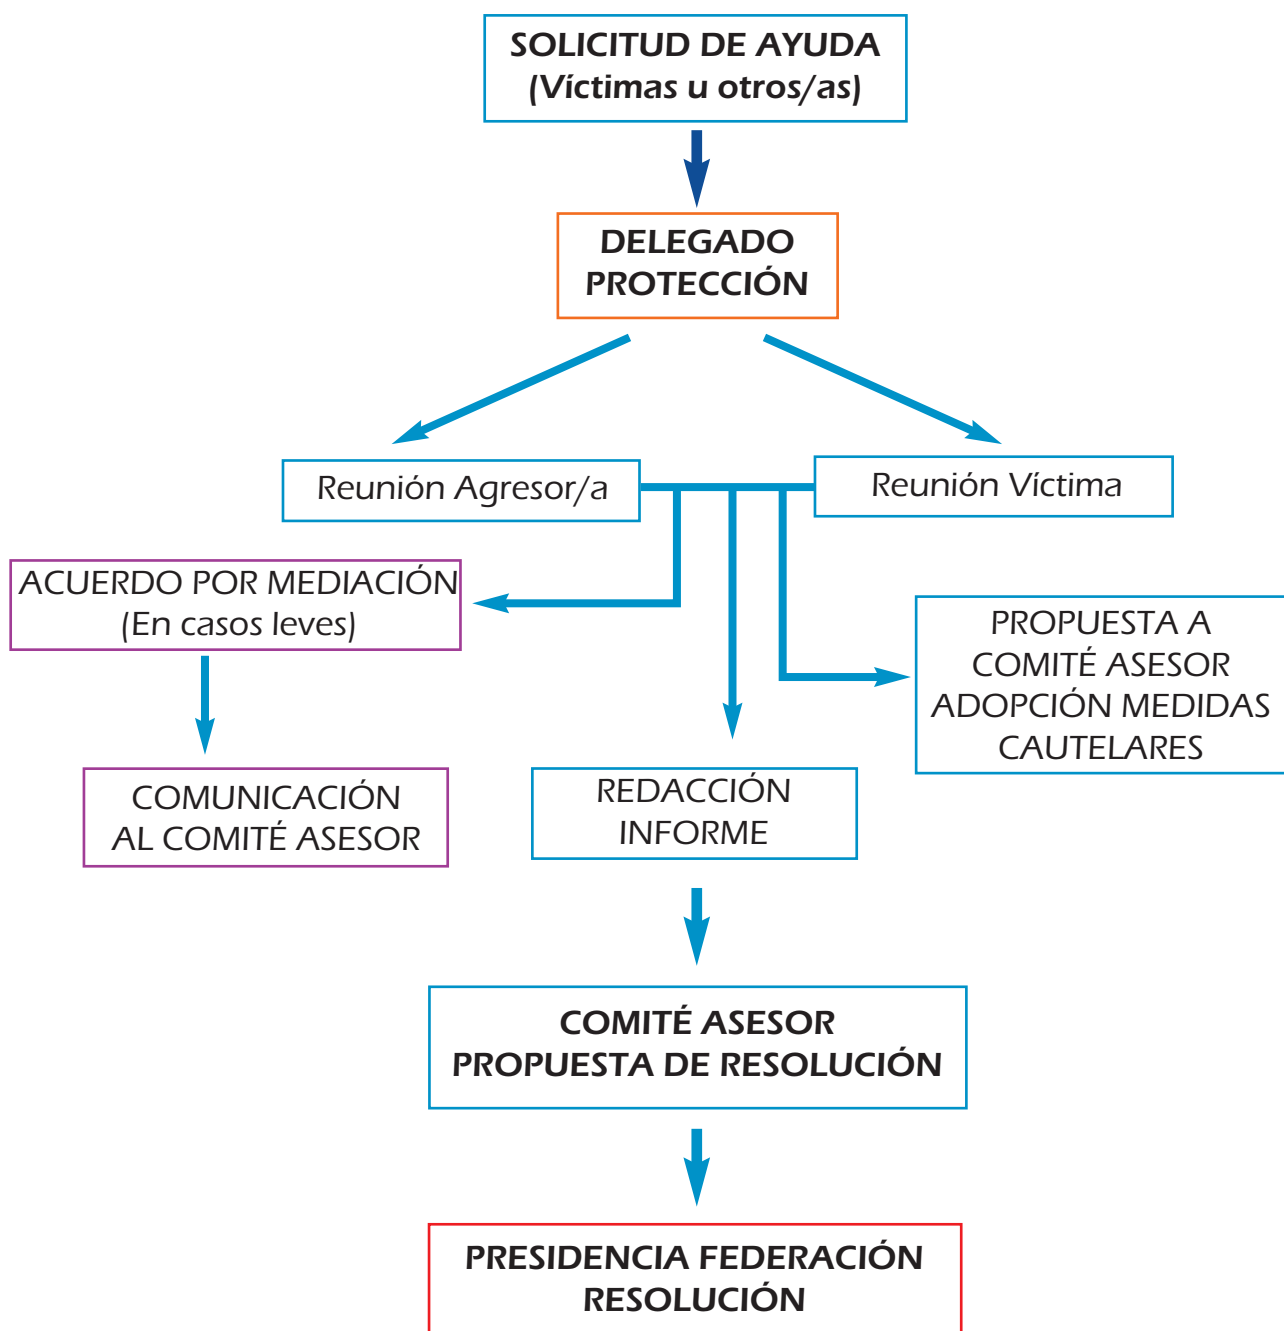 SOLICITUD DE AYUDA
(Víctimas u otros/as)
DELEGADO
PROTECCIÓN
Reunión Agresor/a
Reunión Víctima
ACUERDO POR MEDIACIÓN
(En casos leves)
PROPUESTA A
COMITÉ ASESOR
ADOPCIÓN MEDIDAS
CAUTELARES
COMUNICACIÓN
AL COMITÉ ASESOR
REDACCIÓN
INFORME
COMITÉ ASESOR
PROPUESTA DE RESOLUCIÓN
PRESIDENCIA FEDERACIÓN
RESOLUCIÓN